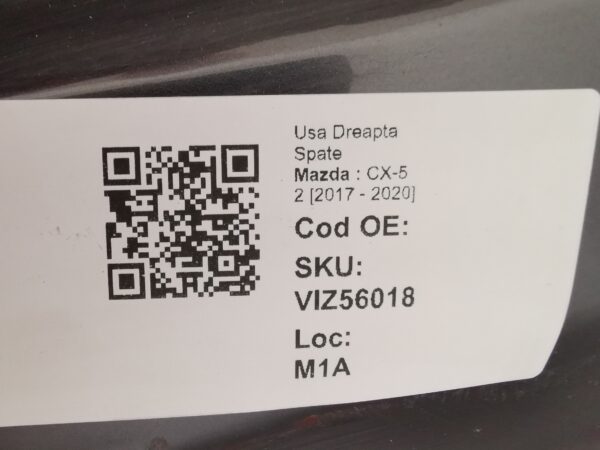 Usa Dreapta
Spate
Mazda : CX-5
2 [2017 - 2020]
Cod OE:
SKU:
VIZ56018
Loc:
M1A